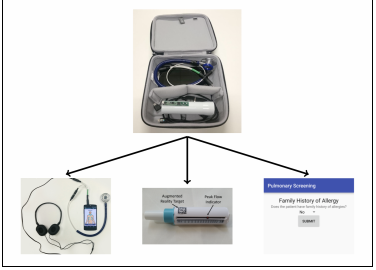 Augmented
Reality Target
Peak Flow
Indicator
Pulmonary Screening
Family History of Allergy
Does the patient have family history of allergies?
No
SUBMIT